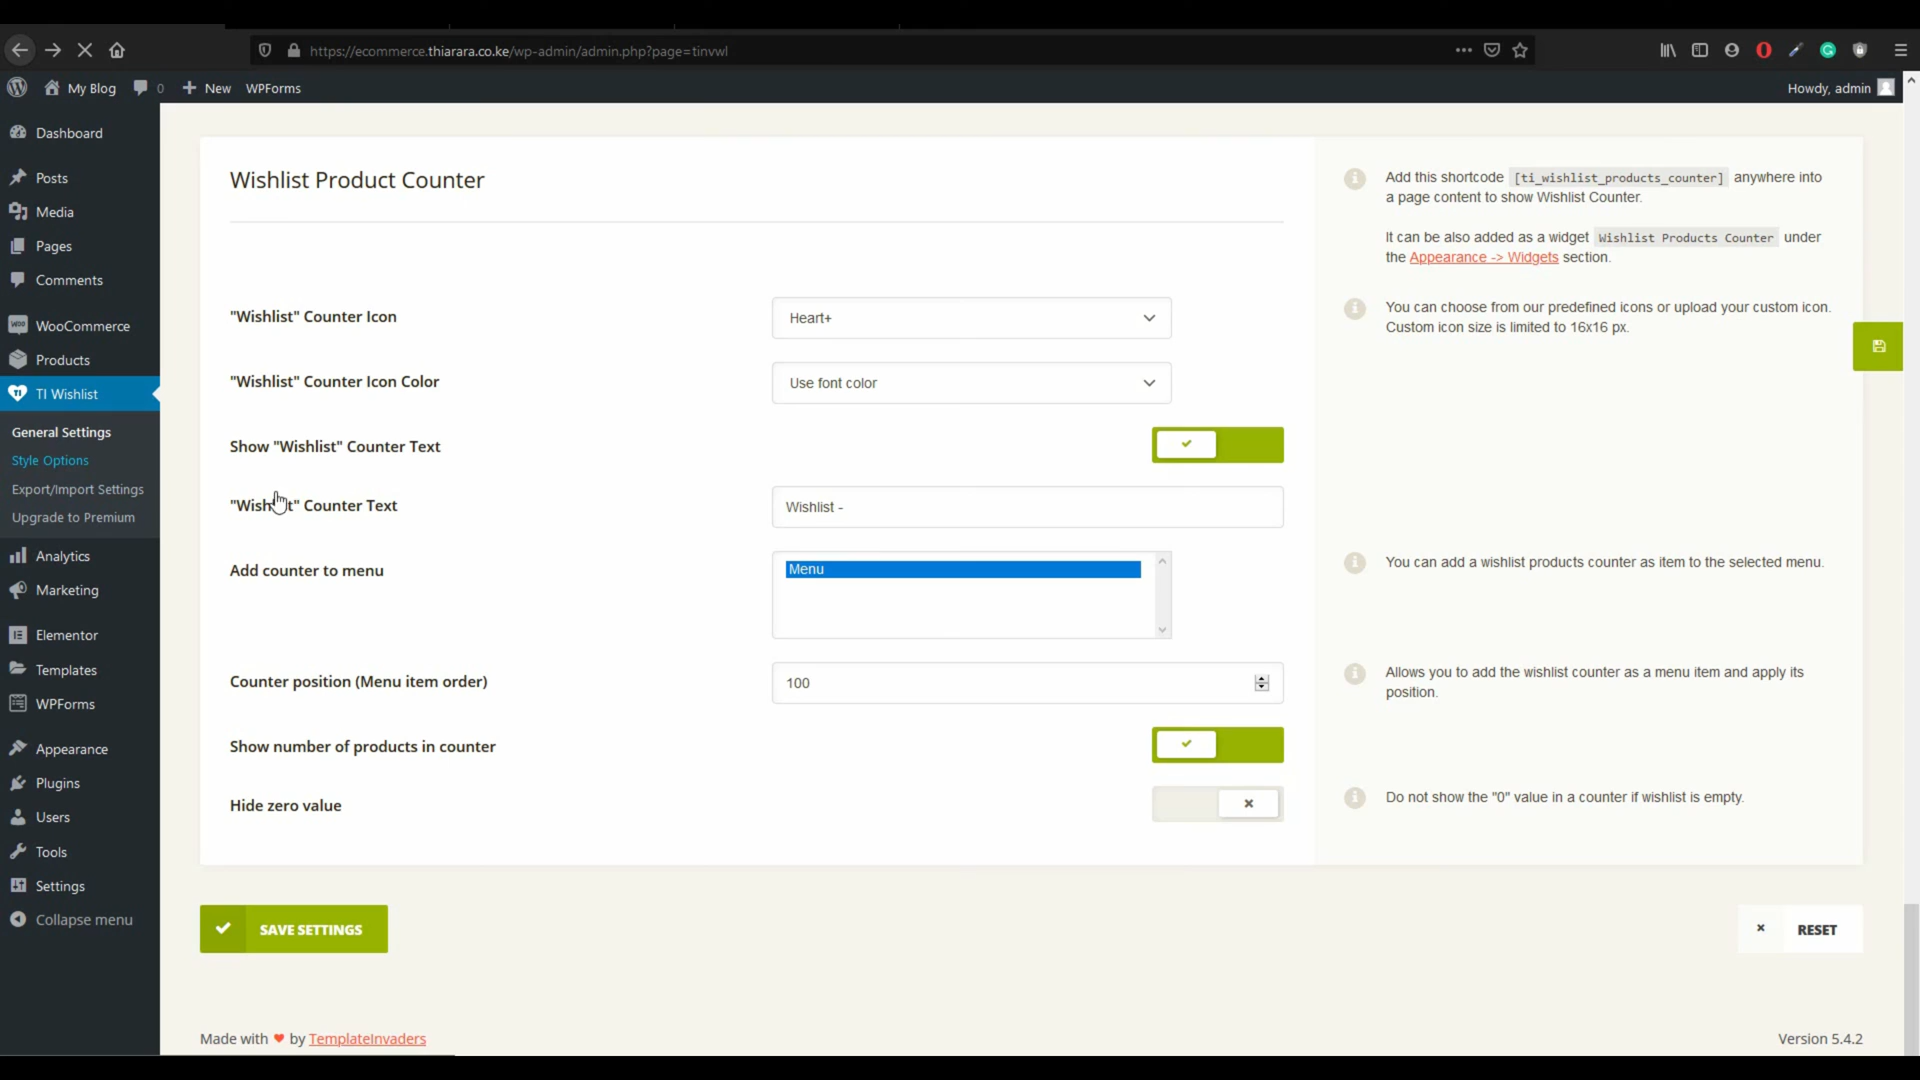 https://ecommerce.thiarara.co.ke/wp-admin/admin.php?page=tinvwl
My Blog 0 New WPForms Howdy, admin
Dashboard
Posts
Media
Pages
Comments
WooCommerce
Products
TI Wishlist
General Settings
Style Options
Export/Import Settings
Upgrade to Premium
Analytics
Marketing
Elementor
Templates
WPForms
Appearance
Plugins
Users
Tools
Settings
Collapse menu
Wishlist Product Counter
"Wishlist" Counter Icon
Heart+
"Wishlist" Counter Icon Color
Use font color
Show "Wishlist" Counter Text
"Wishlist" Counter Text
Wishlist -
Add counter to menu
Menu
Counter position (Menu item order)
100
Show number of products in counter
Hide zero value
Add this shortcode [ti_wishlist_products_counter] anywhere into
a page content to show Wishlist Counter.
It can be also added as a widget Wishlist Products Counter under
the Appearance -> Widgets section.
You can choose from our predefined icons or upload your custom icon.
Custom icon size is limited to 16x16 px.
You can add a wishlist products counter as item to the selected menu.
Allows you to add the wishlist counter as a menu item and apply its
position.
Do not show the "0" value in a counter if wishlist is empty.
SAVE SETTINGS
RESET
Made with ♥ by TemplateInvaders
Version 5.4.2